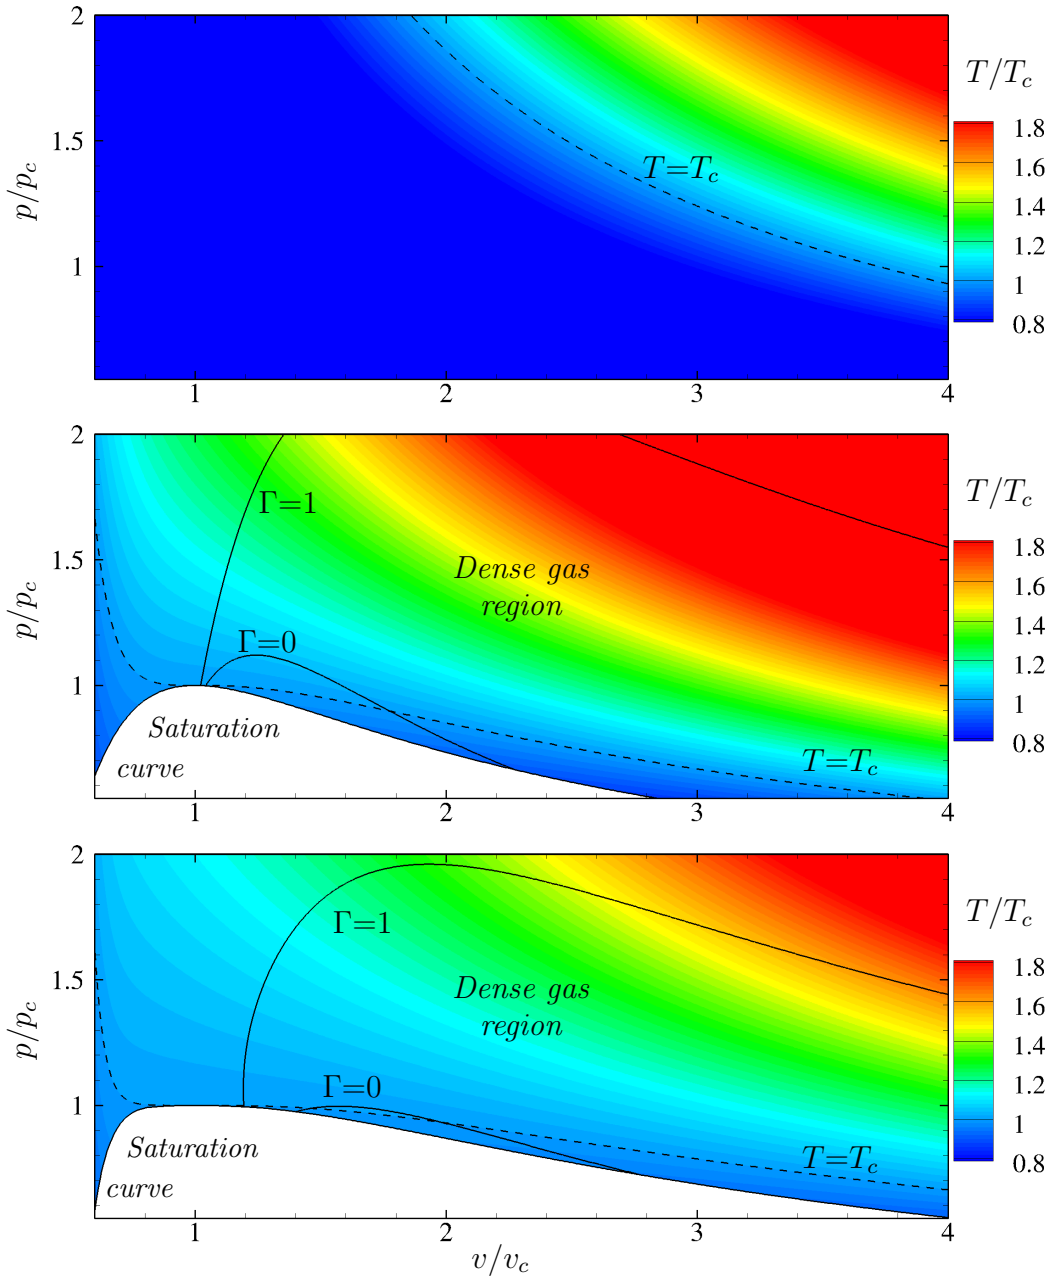 2
1.5
1
p/p_c
T=T_c
1 2 3 4
T/T_c
1.8
1.6
1.4
1.2
1
0.8
2
1.5
1
p/p_c
Γ=1
Γ=0
Dense gas
region
Saturation
curve
T=T_c
1 2 3 4
T/T_c
1.8
1.6
1.4
1.2
1
0.8
2
1.5
1
p/p_c
Γ=1
Γ=0
Dense gas
region
Saturation
curve
T=T_c
1 2 3 4
v/v_c
T/T_c
1.8
1.6
1.4
1.2
1
0.8